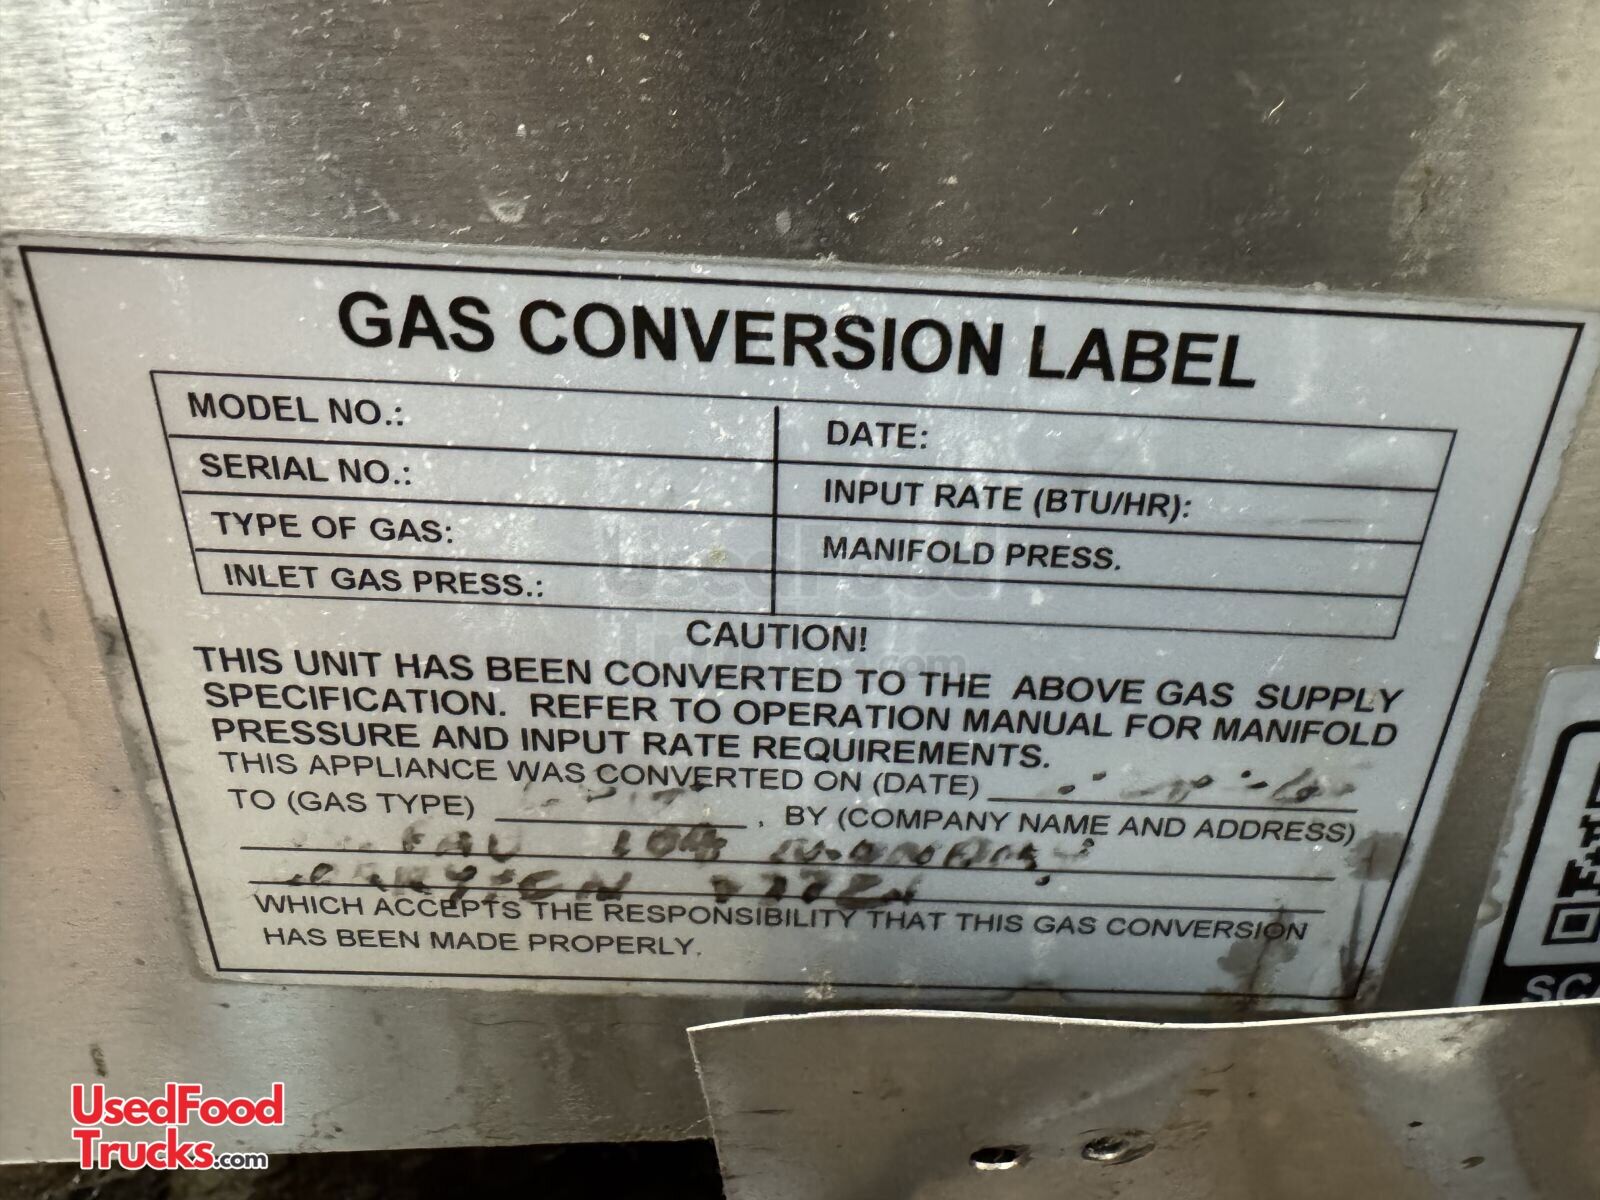 GAS CONVERSION LABEL
MODEL NO.:
DATE:
SERIAL NO.:
INPUT RATE (BTU/HR):
TYPE OF GAS:
MANIFOLD PRESS.
INLET GAS PRESS.:
CAUTION!
THIS UNIT HAS BEEN CONVERTED TO THE ABOVE GAS SUPPLY
SPECIFICATION. REFER TO OPERATION MANUAL FOR MANIFOLD
PRESSURE AND INPUT RATE REQUIREMENTS.
THIS APPLIANCE WAS CONVERTED ON (DATE)
TO (GAS TYPE) , BY (COMPANY NAME AND ADDRESS)
WHICH ACCEPTS THE RESPONSIBILITY THAT THIS GAS CONVERSION
HAS BEEN MADE PROPERLY.
UsedFood
Trucks.com